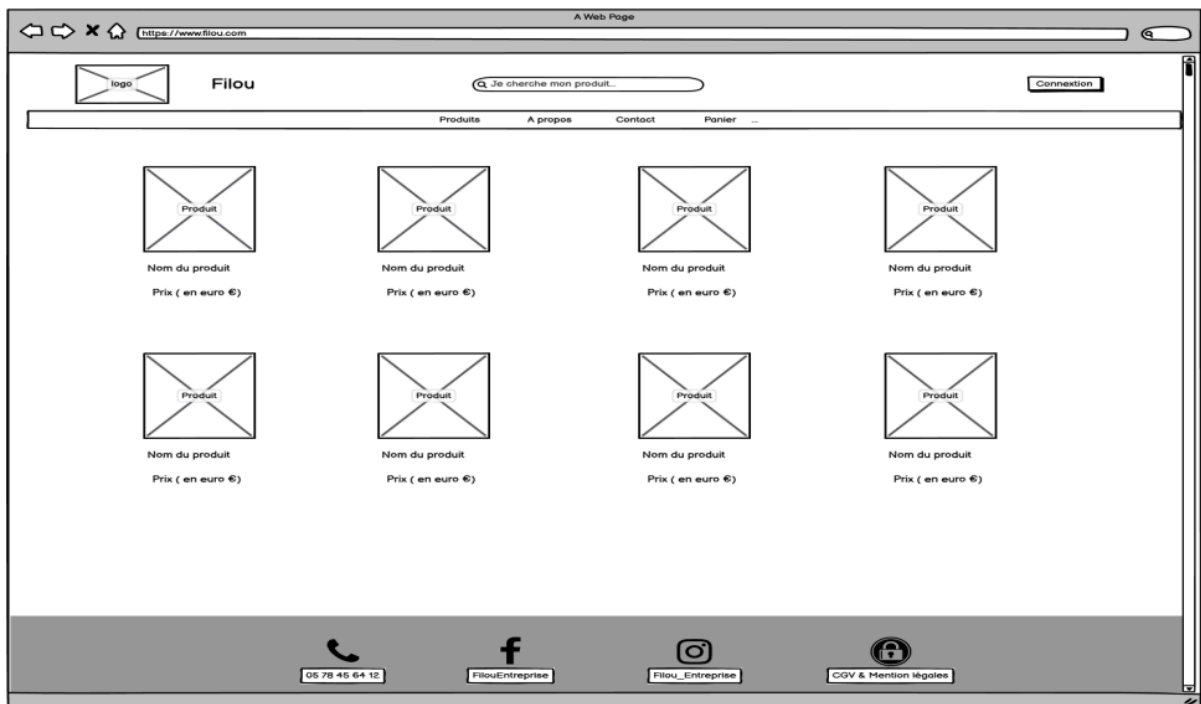 A Web Page
https://www.filou.com
logo
Filou
Je cherche mon produit...
Connextion
Produits A propos Contact Panier ...
Produit Produit Produit Produit
Nom du produit Nom du produit Nom du produit Nom du produit
Prix ( en euro €) Prix ( en euro €) Prix ( en euro €) Prix ( en euro €)
Produit Produit Produit Produit
Nom du produit Nom du produit Nom du produit Nom du produit
Prix ( en euro €) Prix ( en euro €) Prix ( en euro €) Prix ( en euro €)
05 78 45 64 12 FilouEntreprise Filou_Entreprise CGV & Mention légales